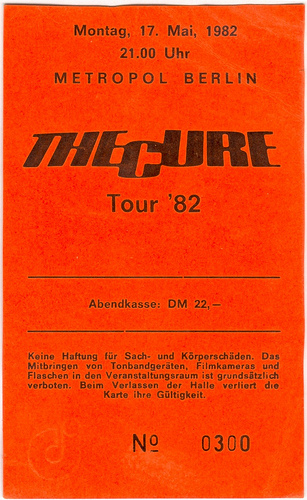 Montag, 17. Mai, 1982
21.00 Uhr
METROPOL BERLIN
THE CURE
Tour '82
Abendkasse: DM 22,—
Keine Haftung für Sach- und Körperschäden. Das
Mitbringen von Tonbandgeräten, Filmkameras und
Flaschen in den Veranstaltungsraum ist grundsätzlich
verboten. Beim Verlassen der Halle verliert die
Karte ihre Gültigkeit.
№ 0300